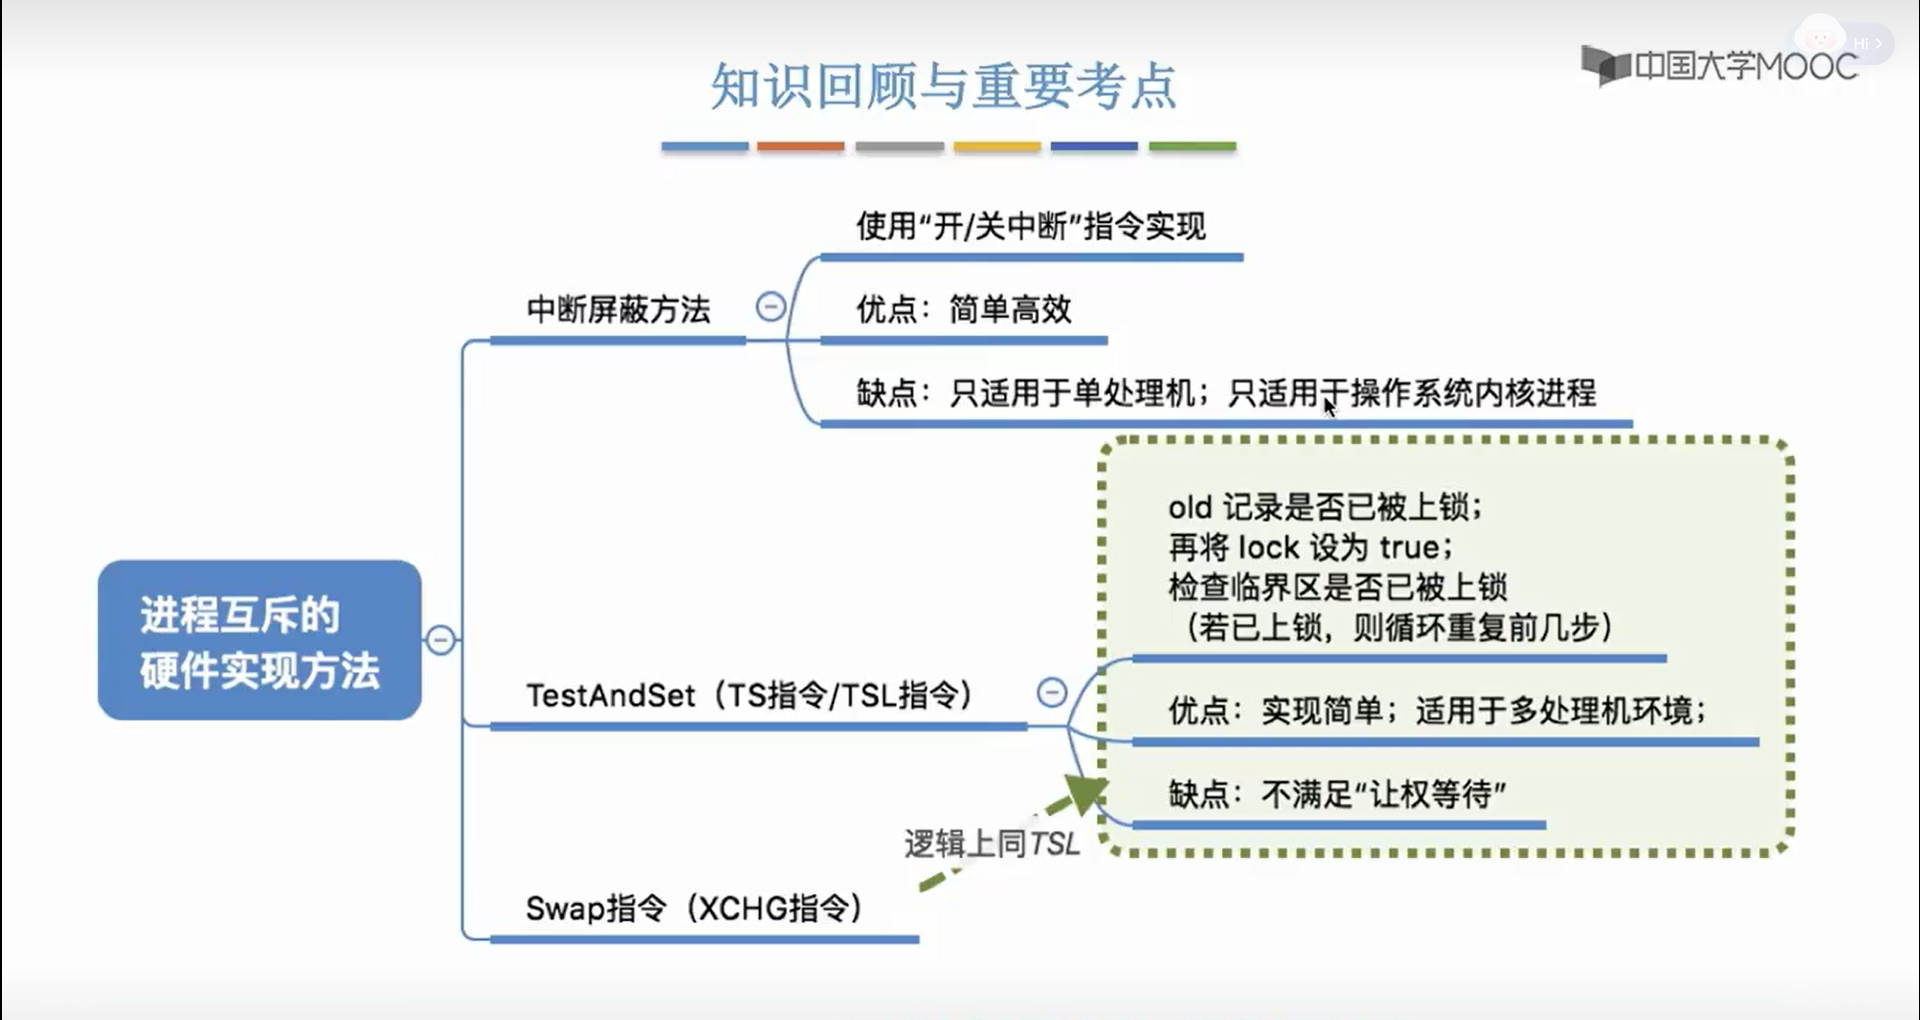 Hi >
中国大学MOOC
知识回顾与重要考点
使用“开/关中断”指令实现
中断屏蔽方法
优点：简单高效
缺点：只适用于单处理机；只适用于操作系统内核进程
old 记录是否已被上锁；
再将 lock 设为 true；
检查临界区是否已被上锁
（若已上锁，则循环重复前几步）
进程互斥的
硬件实现方法
TestAndSet（TS指令/TSL指令）
优点：实现简单；适用于多处理机环境；
缺点：不满足“让权等待”
逻辑上同TSL
Swap指令（XCHG指令）